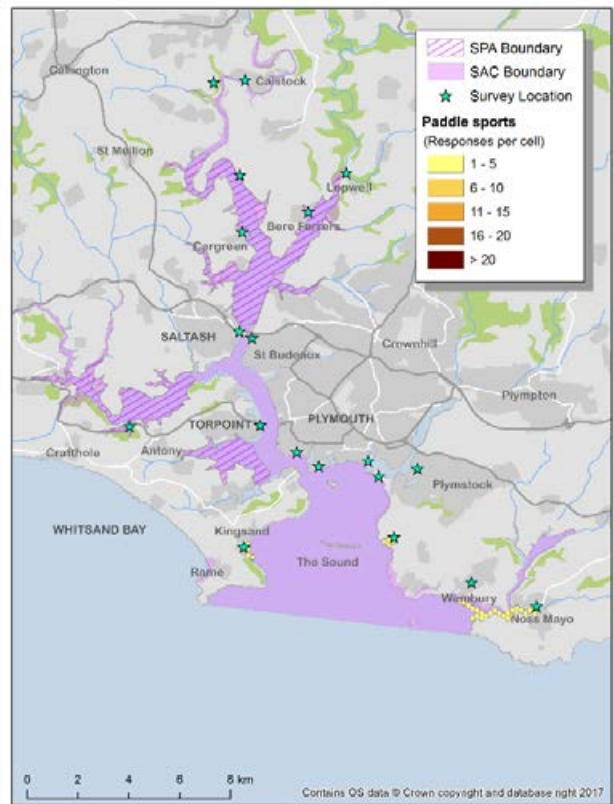 SPA Boundary
SAC Boundary
Survey Location
Paddle sports
(Responses per cell)
1 - 5
6 - 10
11 - 15
16 - 20
> 20
Callington
Calstock
St Mellion
Lopwell
Bere Ferrers
Cargreen
SALTASH
St Budeaux
Crownhill
Plympton
TORPOINT
PLYMOUTH
Crafthole
Antony
Plymstock
WHITSAND BAY
Kingsand
The Sound
Rame
Wembury
Noss Mayo
0 2 4 8 km
Contains OS data © Crown copyright and database right 2017